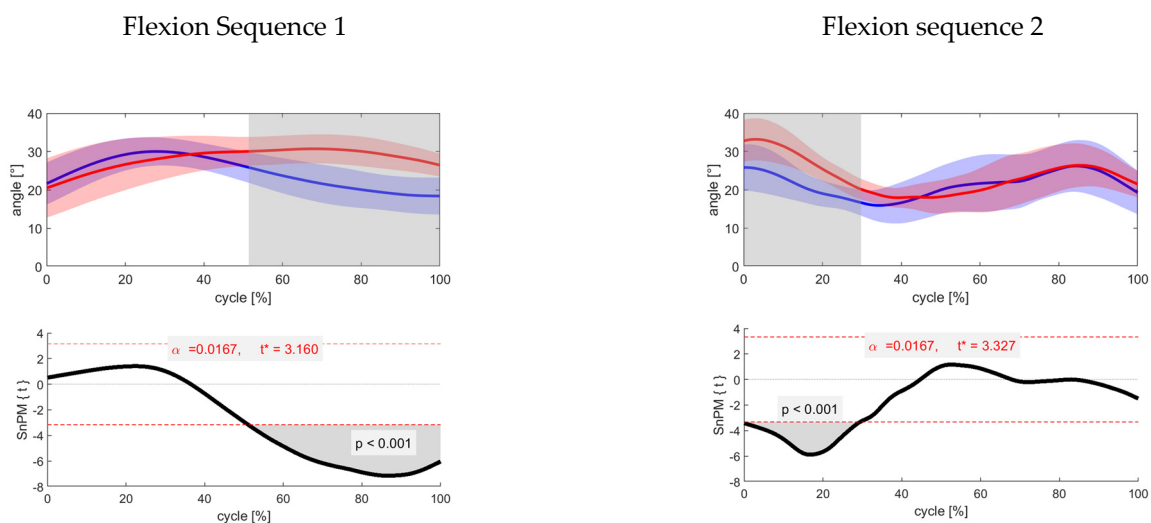 Flexion Sequence 1
Flexion sequence 2
40
30
20
10
0
angle [°]
0 20 40 60 80 100
cycle [%]
40
30
20
10
0
angle [°]
0 20 40 60 80 100
cycle [%]
4
2
0
-2
-4
-6
-8
SnPM { t }
α =0.0167, t* = 3.160
p < 0.001
0 20 40 60 80 100
cycle [%]
4
2
0
-2
-4
-6
-8
SnPM { t }
α =0.0167, t* = 3.327
p < 0.001
0 20 40 60 80 100
cycle [%]